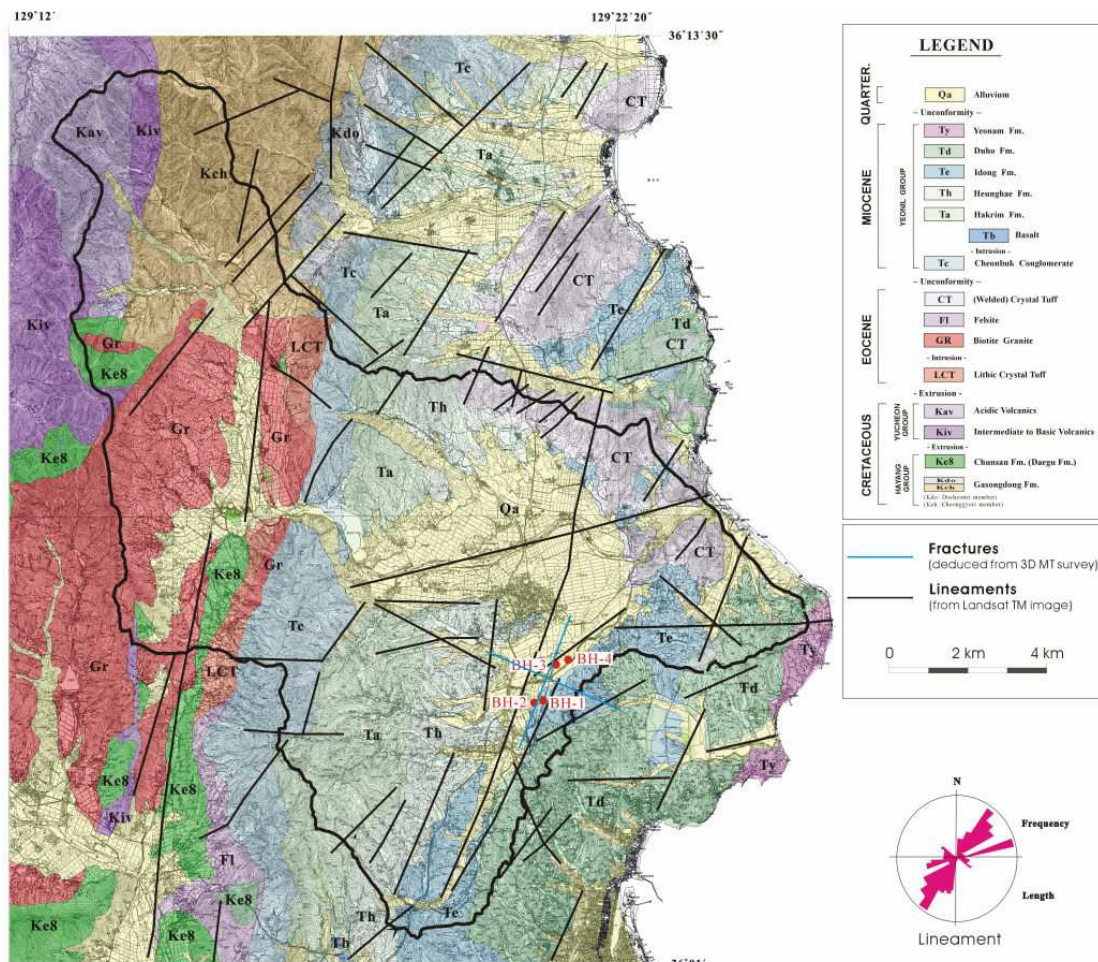 129°12'
129°22'20"
36°13'30"
Tc
CT
Kav
Kiv
Kdo
Kch
Ta
CT
Tc
Te
Kiv
Ta
Td
CT
Gr
LCT
Ke8
Th
Gr
Gr
CT
Ke8
Ta
Qa
CT
Gr
Ke8
Tc
Te
BH-3
BH-4
Gr
LCT
Ty
BH-2
BH-1
Td
Ta
Th
Ty
Ke8
Ke8
Td
Kiv
Fl
Ke8
Th
Te
Ke8
Ke8
Tb
36°01'
LEGEND
QUARTER.
Qa Alluvium
~ Unconformity ~
MIOCENE
YEONIL GROUP
Ty Yeonam Fm.
Td Duho Fm.
Te Idong Fm.
Th Heunghae Fm.
Ta Hakrim Fm.
Tb Basalt
- Intrusion -
Tc Cheonbuk Conglomerate
~ Unconformity ~
EOCENE
CT (Welded) Crystal Tuff
Fl Felsite
GR Biotite Granite
- Intrusion -
LCT Lithic Crystal Tuff
- Extrusion -
CRETACEOUS
YUCHEON GROUP
Kav Acidic Volcanics
Kiv Intermediate to Basic Volcanics
- Extrusion -
HAYANG GROUP
Ke8 Chunsan Fm. (Daegu Fm.)
Kdo
Kch Gasongdong Fm.
Fractures
(deduced from 3D MT survey)
Lineaments
(from Landsat TM image)
0 2 km 4 km
N
Frequency
Length
Lineament